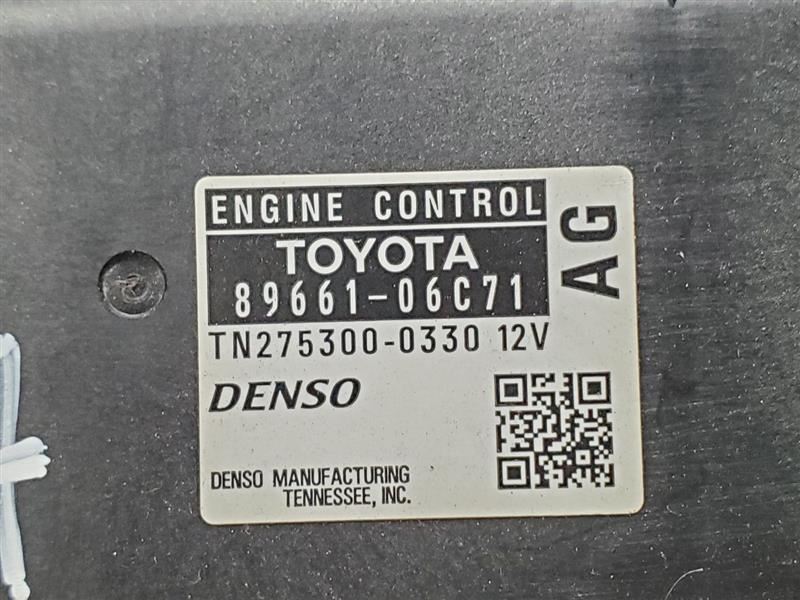 ENGINE CONTROL
TOYOTA
89661-06C71
AG
TN275300-0330 12V
DENSO
DENSO MANUFACTURING
TENNESSEE, INC.